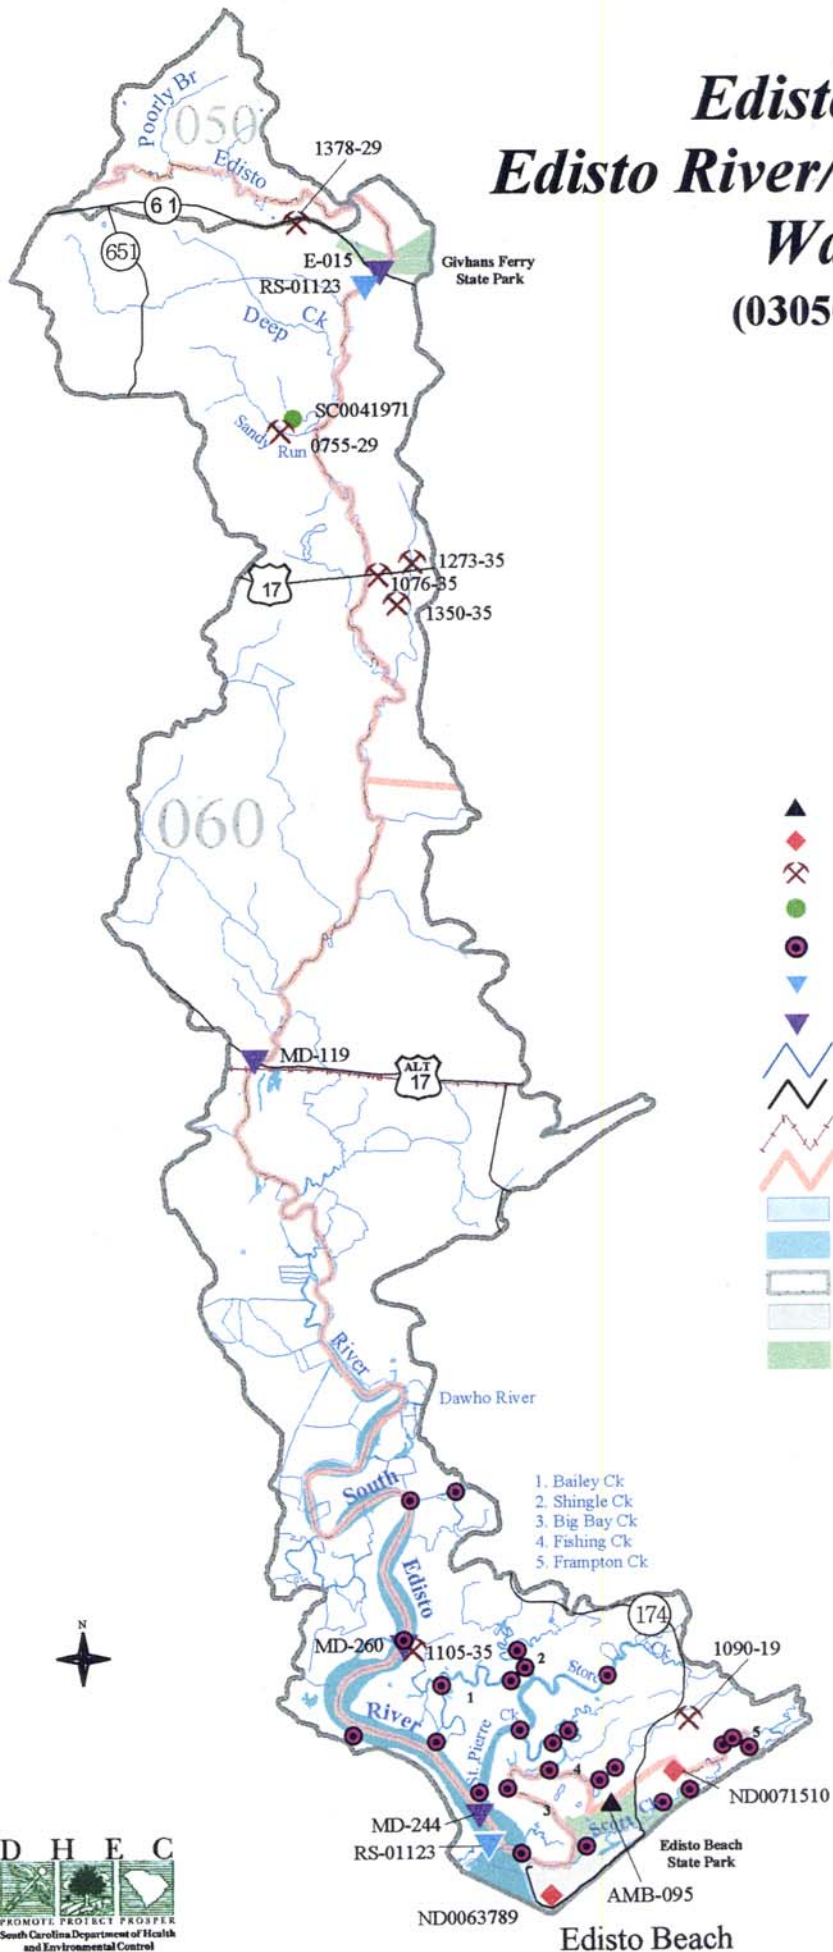 Edisto
Edisto River/
Wa
(03050
Poorly Br
050
Edisto
1378-29
61
651
E-015
RS-01123
Givhans Ferry
State Park
Deep Ck
SC0041971
Sandy Run
0755-29
1273-35
17
1076-35
1350-35
060
MD-119
ALT
17
River
Dawho River
South
1. Bailey Ck
2. Shingle Ck
3. Big Bay Ck
4. Fishing Ck
5. Frampton Ck
Edisto
174
N
MD-260
1105-35
2
Store Ck
1090-19
1
River
Ck
5
St. Pierre
4
3
ND0071510
MD-244
Scott Ck
RS-01123
Edisto Beach
State Park
AMB-095
ND0063789
Edisto Beach
D H E C
PROMOTE PROTECT PROSPER
South Carolina Department of Health
and Environmental Control